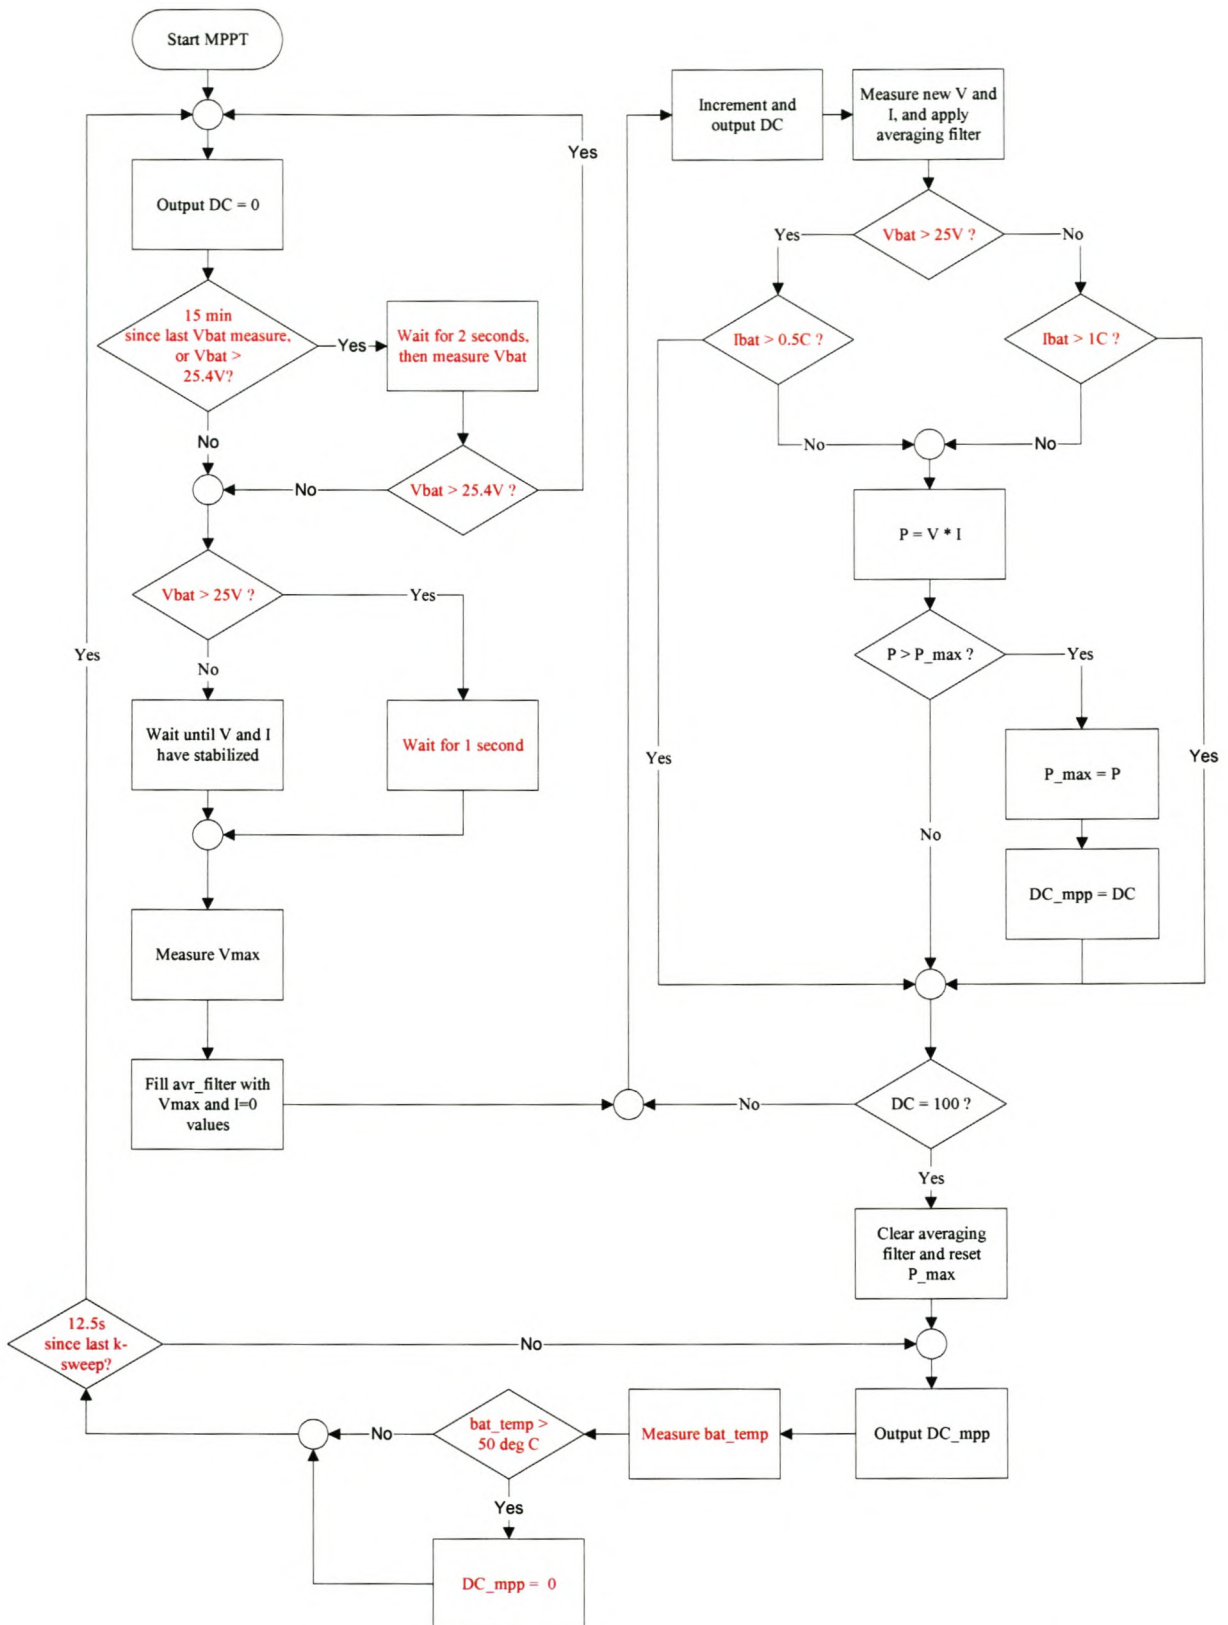 Start MPPT
Output DC = 0
15 min
since last Vbat measure,
or Vbat >
25.4V?
Yes
Wait for 2 seconds,
then measure Vbat
No
Vbat > 25.4V ?
Yes
No
Vbat > 25V ?
Yes
No
Wait until V and I
have stabilized
Wait for 1 second
Measure Vmax
Fill avr_filter with
Vmax and I=0
values
Increment and
output DC
Measure new V and
I, and apply
averaging filter
Vbat > 25V ?
Yes
No
Ibat > 0.5C ?
Ibat > 1C ?
No
No
Yes
Yes
P = V * I
P > P_max ?
Yes
No
P_max = P
DC_mpp = DC
DC = 100 ?
No
Yes
Clear averaging
filter and reset
P_max
Output DC_mpp
Measure bat_temp
bat_temp >
50 deg C
No
Yes
DC_mpp = 0
12.5s
since last k-
sweep?
No
Yes